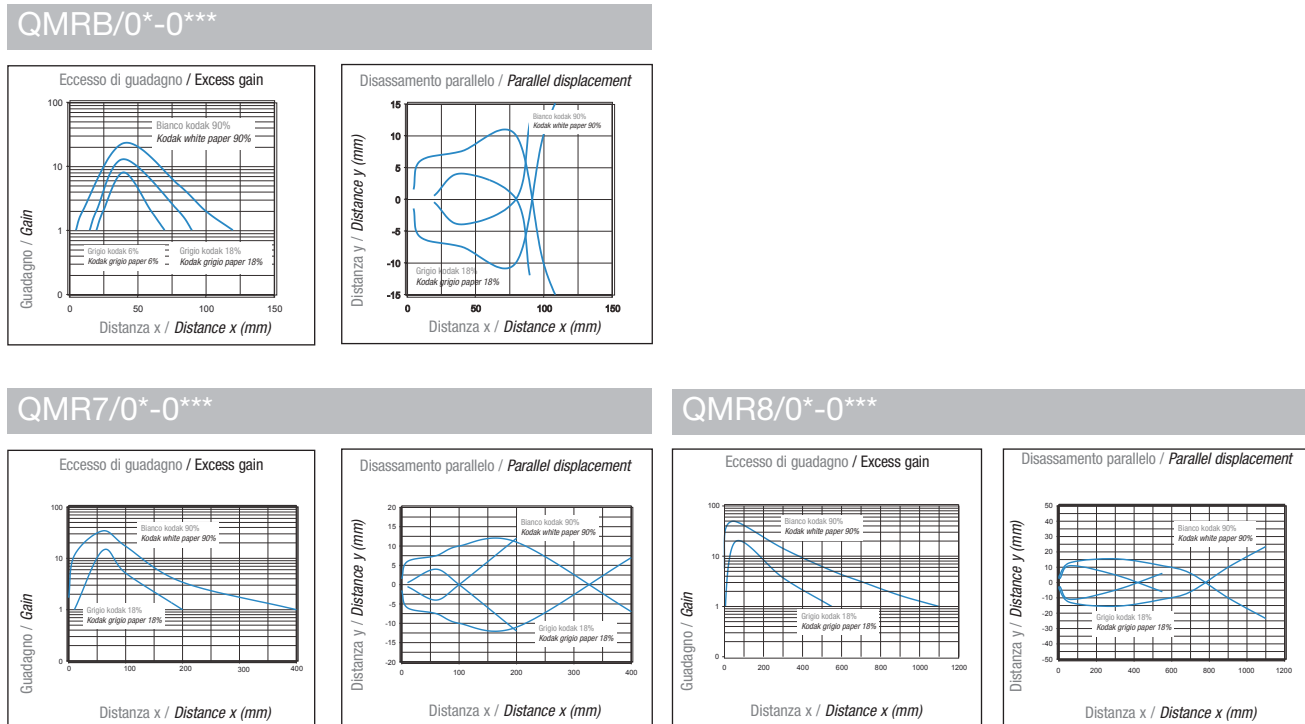 QMRB/0*-0***
Eccesso di guadagno / Excess gain
Guadagno / Gain
100
10
1
0
Bianco kodak 90%
Kodak white paper 90%
Grigio kodak 6%
Kodak grigio paper 6%
Grigio kodak 18%
Kodak grigio paper 18%
0 50 100 150
Distanza x / Distance x (mm)
Disassamento parallelo / Parallel displacement
Distanza y / Distance y (mm)
15
10
5
0
-5
-10
-15
Bianco kodak 90%
Kodak white paper 90%
Grigio kodak 18%
Kodak grigio paper 18%
0 50 100 150
Distanza x / Distance x (mm)
QMR7/0*-0***
Eccesso di guadagno / Excess gain
Guadagno / Gain
100
10
1
0
Bianco kodak 90%
Kodak white paper 90%
Grigio kodak 18%
Kodak grigio paper 18%
0 100 200 400
Distanza x / Distance x (mm)
Disassamento parallelo / Parallel displacement
Distanza y / Distance y (mm)
20
15
10
5
0
-5
-10
-15
-20
Bianco kodak 90%
Kodak white paper 90%
Grigio kodak 18%
Kodak grigio paper 18%
0 100 200 300 400
Distanza x / Distance x (mm)
QMR8/0*-0***
Eccesso di guadagno / Excess gain
Guadagno / Gain
100
10
1
0
Bianco kodak 90%
Kodak white paper 90%
Grigio kodak 18%
Kodak grigio paper 18%
0 200 400 600 800 1000 1200
Distanza x / Distance x (mm)
Disassamento parallelo / Parallel displacement
Distanza y / Distance y (mm)
50
40
30
20
10
0
-10
-20
-30
-40
-50
Bianco kodak 90%
Kodak white paper 90%
Grigio kodak 18%
Kodak grigio paper 18%
0 200 400 600 800 1000 1200
Distanza x / Distance x (mm)